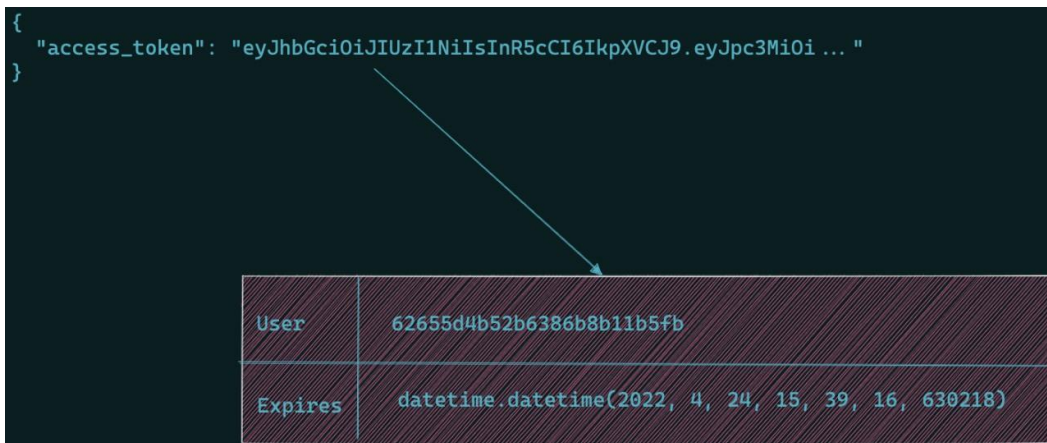 {
"access_token": "eyJhbGciOiJIUzI1NiIsInR5cCI6IkpXVCJ9.eyJpc3MiOi..."
}
User 62655d4b52b6386b8b11b5fb
Expires datetime.datetime(2022, 4, 24, 15, 39, 16, 630218)